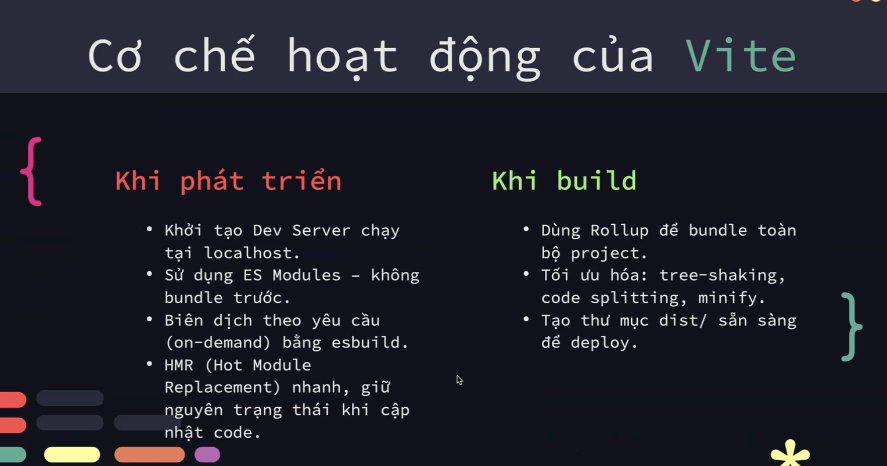 Cơ chế hoạt động của Vite
{
Khi phát triển
• Khởi tạo Dev Server chạy
tại localhost.
• Sử dụng ES Modules – không
bundle trước.
• Biên dịch theo yêu cầu
(on-demand) bằng esbuild.
• HMR (Hot Module
Replacement) nhanh, giữ
nguyên trạng thái khi cập
nhật code.
Khi build
• Dùng Rollup để bundle toàn
bộ project.
• Tối ưu hóa: tree-shaking,
code splitting, minify.
• Tạo thư mục dist/ sẵn sàng
để deploy.
}
*